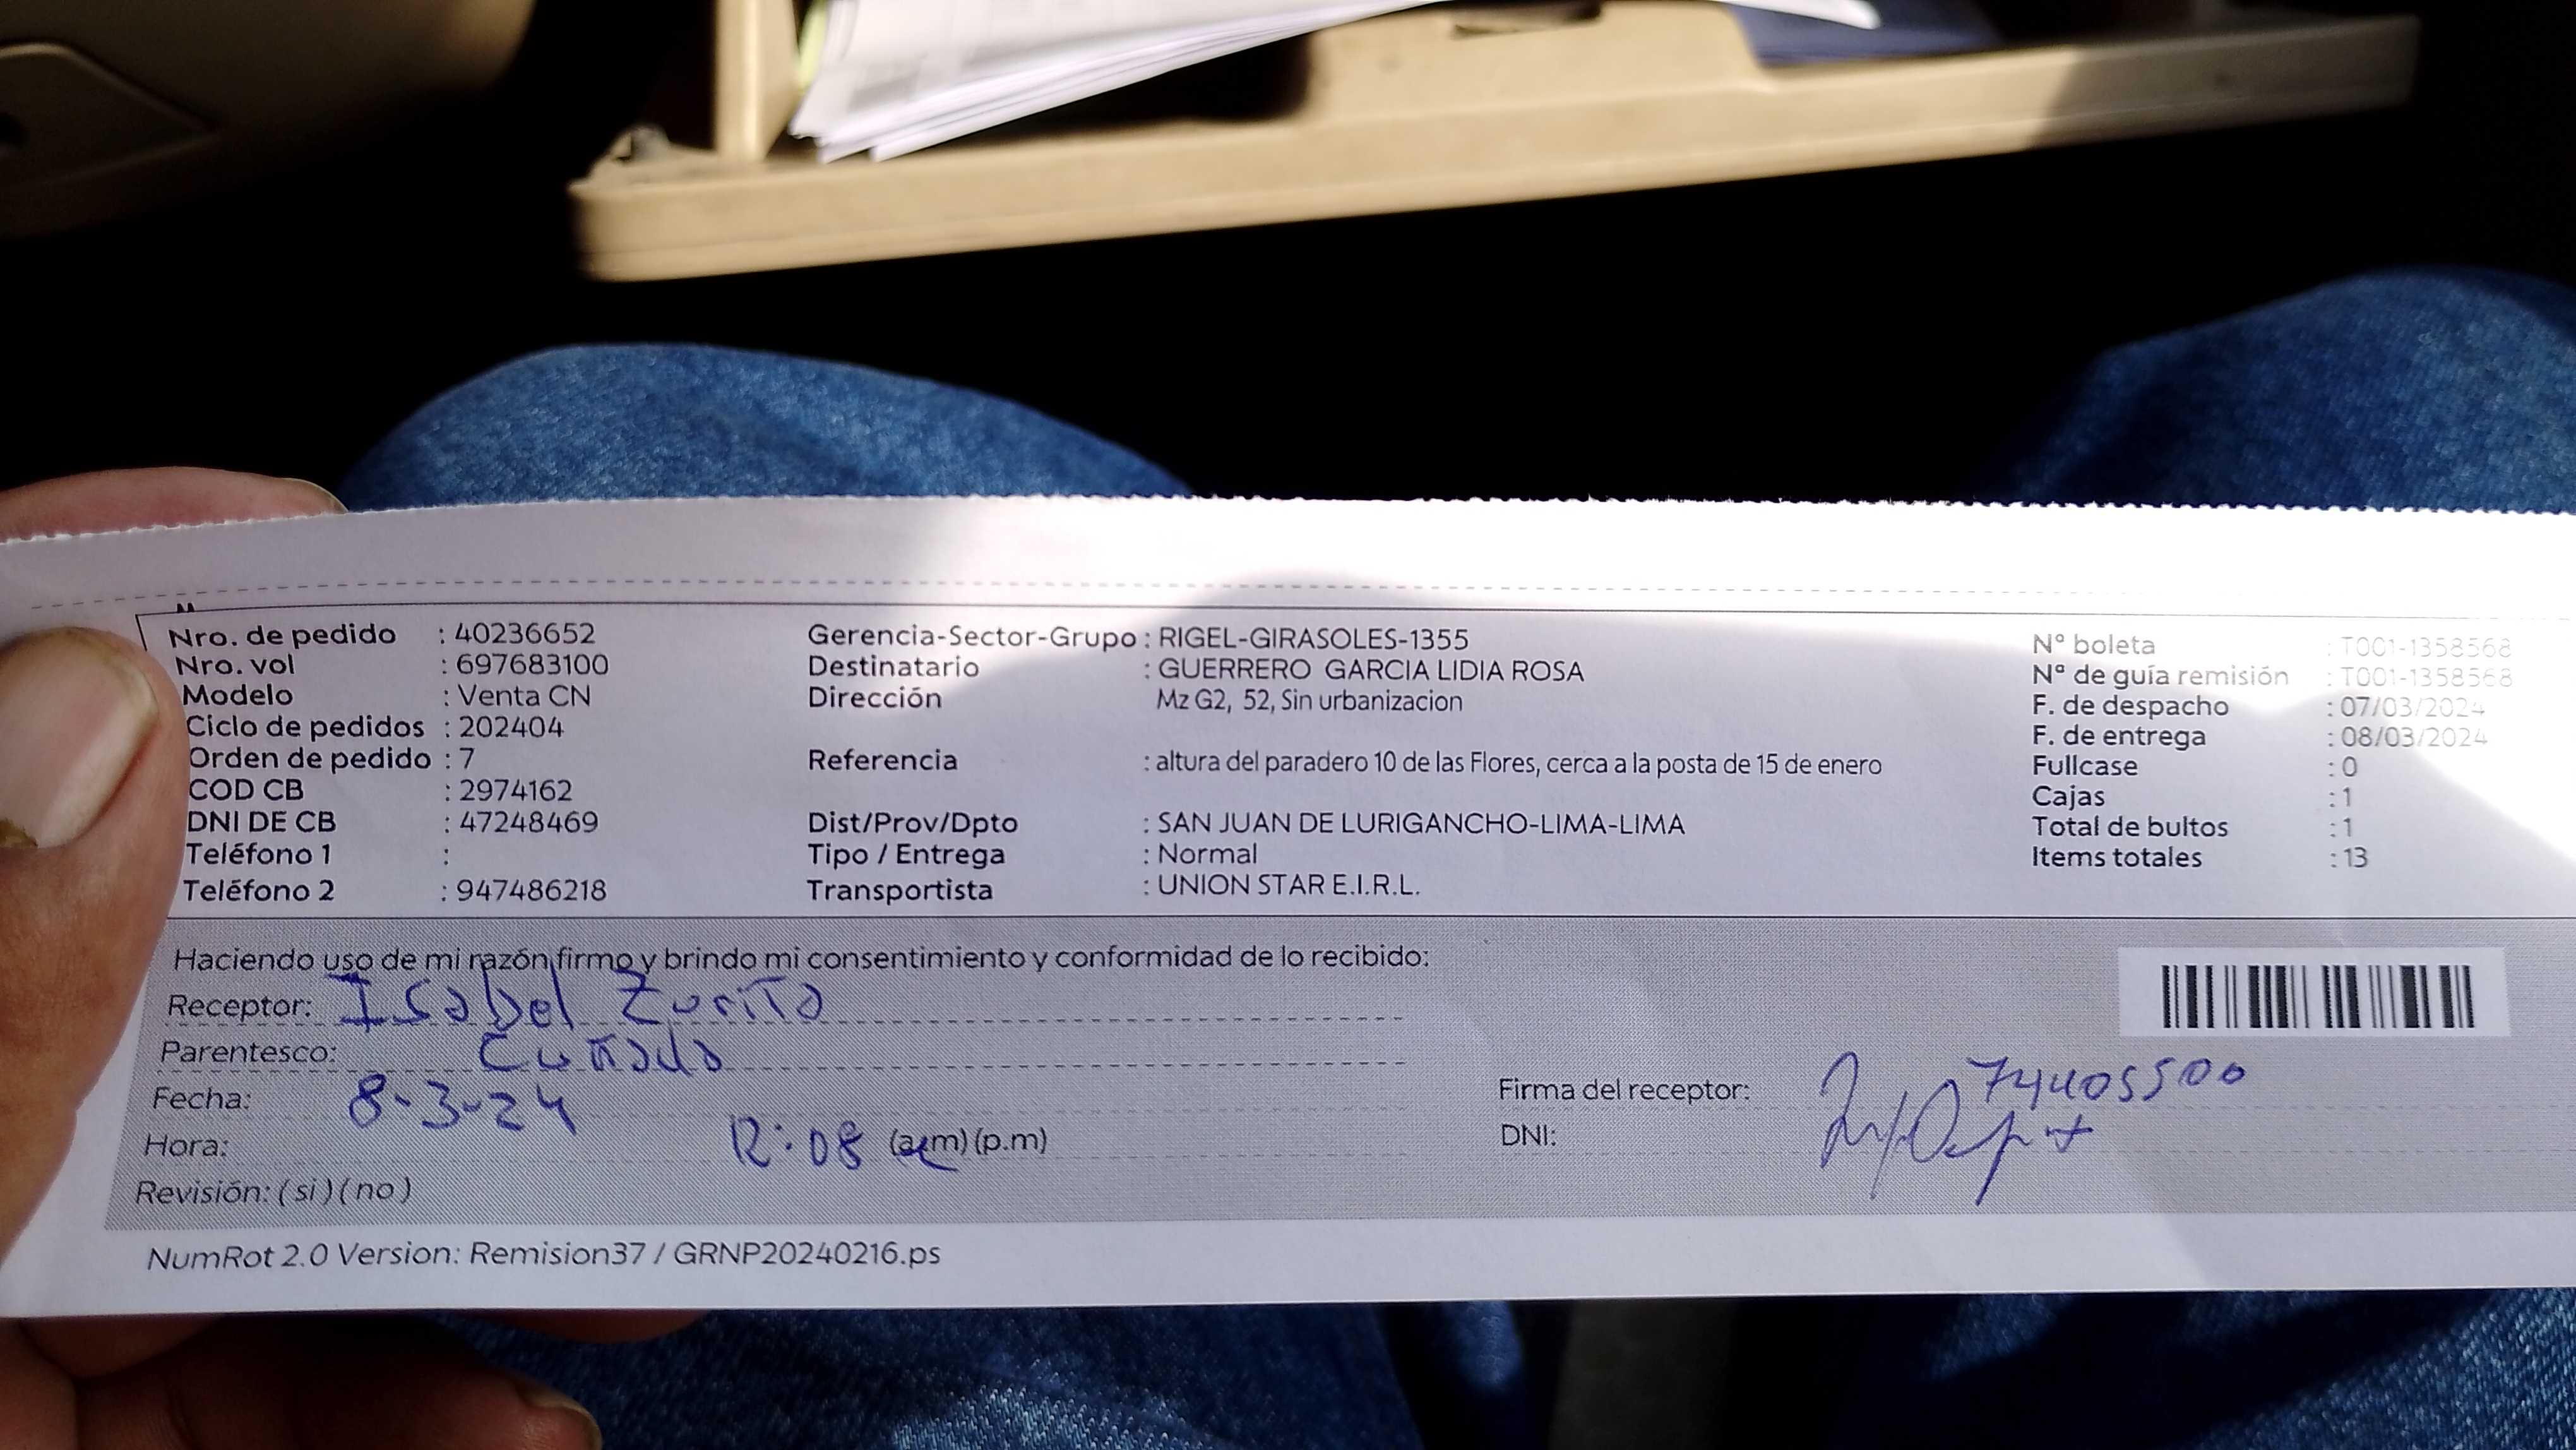 Nro. de pedido : 40236652
Nro. vol : 697683100
Modelo : Venta CN
Ciclo de pedidos : 202404
Orden de pedido : 7
COD CB : 2974162
DNI DE CB : 47248469
Teléfono 1 :
Teléfono 2 : 947486218
Gerencia-Sector-Grupo : RIGEL-GIRASOLES-1355
Destinatario : GUERRERO GARCIA LIDIA ROSA
Dirección Mz G2, 52, Sin urbanizacion
Referencia : altura del paradero 10 de las Flores, cerca a la posta de 15 de enero
Dist/Prov/Dpto : SAN JUAN DE LURIGANCHO-LIMA-LIMA
Tipo / Entrega : Normal
Transportista : UNION STAR E.I.R.L.
Nº boleta : T001-1358568
Nº de guía remisión : T001-1358568
F. de despacho : 07/03/2024
F. de entrega : 08/03/2024
Fullcase : 0
Cajas : 1
Total de bultos : 1
Items totales : 13
Haciendo uso de mi razón firmo y brindo mi consentimiento y conformidad de lo recibido:
Receptor: Isabel Zurita
Parentesco: Cuñada
Fecha: 8-3-24
Hora: 12:08 (a.m) (p.m)
Revisión: (si) (no)
Firma del receptor: 74405500
DNI:
NumRot 2.0 Version: Remision37 / GRNP20240216.ps